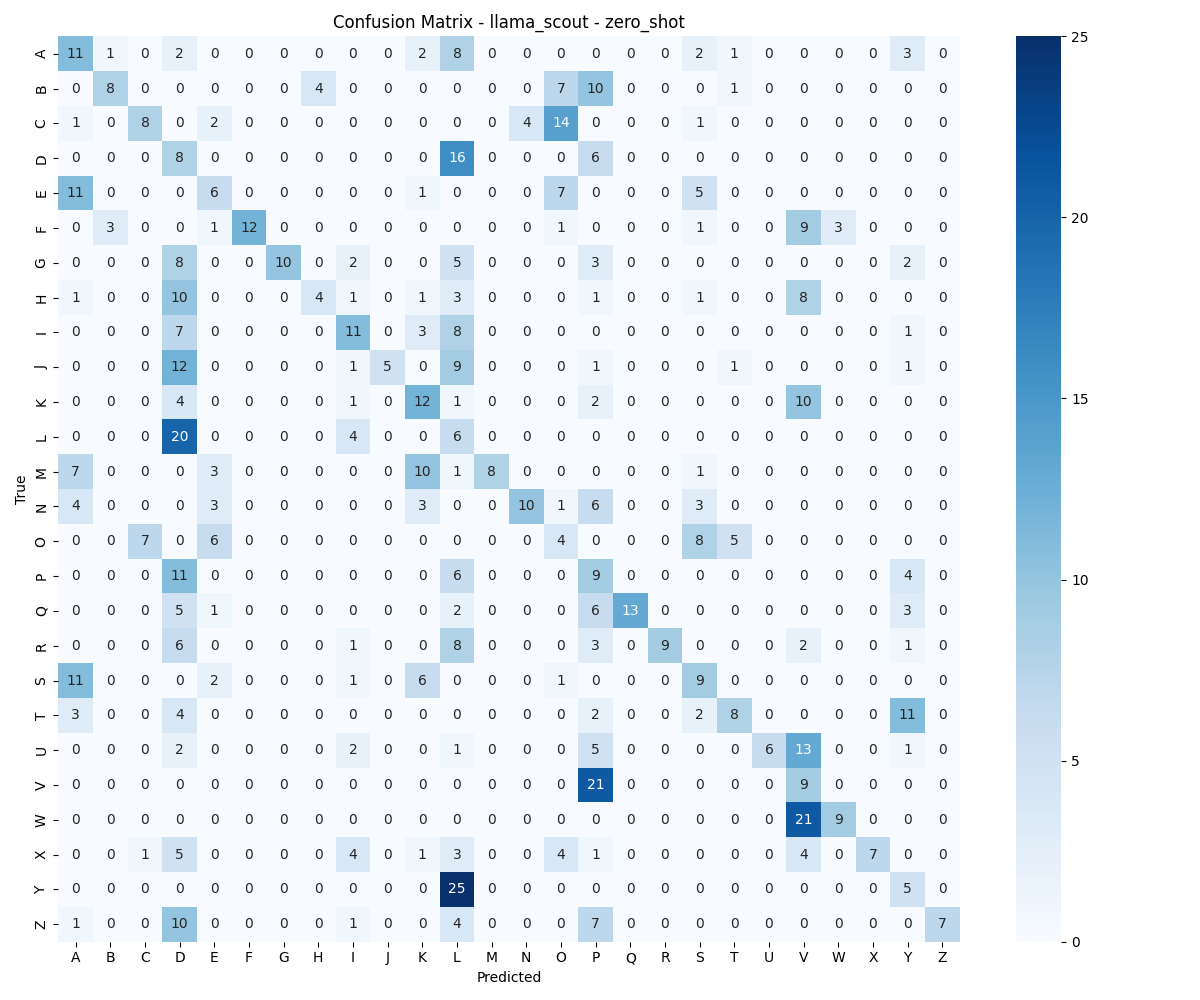 Confusion Matrix - llama_scout - zero_shot
A 11 1 0 2 0 0 0 0 0 0 2 8 0 0 0 0 0 0 2 1 0 0 0 0 3 0
B 0 8 0 0 0 0 0 4 0 0 0 0 0 0 7 10 0 0 0 1 0 0 0 0 0 0
C 1 0 8 0 2 0 0 0 0 0 0 0 0 4 14 0 0 0 1 0 0 0 0 0 0 0
D 0 0 0 8 0 0 0 0 0 0 0 16 0 0 0 6 0 0 0 0 0 0 0 0 0 0
E 11 0 0 0 6 0 0 0 0 0 1 0 0 0 7 0 0 0 5 0 0 0 0 0 0 0
F 0 3 0 0 1 12 0 0 0 0 0 0 0 0 1 0 0 0 1 0 0 9 3 0 0 0
G 0 0 0 8 0 0 10 0 2 0 0 5 0 0 0 3 0 0 0 0 0 0 0 0 2 0
H 1 0 0 10 0 0 0 4 1 0 1 3 0 0 0 1 0 0 1 0 0 8 0 0 0 0
I 0 0 0 7 0 0 0 0 11 0 3 8 0 0 0 0 0 0 0 0 0 0 0 0 1 0
J 0 0 0 12 0 0 0 0 1 5 0 9 0 0 0 1 0 0 0 1 0 0 0 0 1 0
K 0 0 0 4 0 0 0 0 1 0 12 1 0 0 0 2 0 0 0 0 0 10 0 0 0 0
L 0 0 0 20 0 0 0 0 4 0 0 6 0 0 0 0 0 0 0 0 0 0 0 0 0 0
M 7 0 0 0 3 0 0 0 0 0 10 1 8 0 0 0 0 0 1 0 0 0 0 0 0 0
N 4 0 0 0 3 0 0 0 0 0 3 0 0 10 1 6 0 0 3 0 0 0 0 0 0 0
O 0 0 7 0 6 0 0 0 0 0 0 0 0 0 4 0 0 0 8 5 0 0 0 0 0 0
P 0 0 0 11 0 0 0 0 0 0 0 6 0 0 0 9 0 0 0 0 0 0 0 0 4 0
Q 0 0 0 5 1 0 0 0 0 0 0 2 0 0 0 6 13 0 0 0 0 0 0 0 3 0
R 0 0 0 6 0 0 0 0 1 0 0 8 0 0 0 3 0 9 0 0 0 2 0 0 1 0
S 11 0 0 0 2 0 0 0 1 0 6 0 0 0 1 0 0 0 9 0 0 0 0 0 0 0
T 3 0 0 4 0 0 0 0 0 0 0 0 0 0 0 2 0 0 2 8 0 0 0 0 11 0
U 0 0 0 2 0 0 0 0 2 0 0 1 0 0 0 5 0 0 0 0 6 13 0 0 1 0
V 0 0 0 0 0 0 0 0 0 0 0 0 0 0 0 21 0 0 0 0 0 9 0 0 0 0
W 0 0 0 0 0 0 0 0 0 0 0 0 0 0 0 0 0 0 0 0 0 21 9 0 0 0
X 0 0 1 5 0 0 0 0 4 0 1 3 0 0 4 1 0 0 0 0 0 4 0 7 0 0
Y 0 0 0 0 0 0 0 0 0 0 0 25 0 0 0 0 0 0 0 0 0 0 0 0 5 0
Z 1 0 0 10 0 0 0 0 1 0 0 4 0 0 0 7 0 0 0 0 0 0 0 0 0 7
A B C D E F G H I J K L M N O P Q R S T U V W X Y Z
Predicted
True
25
20
15
10
5
0